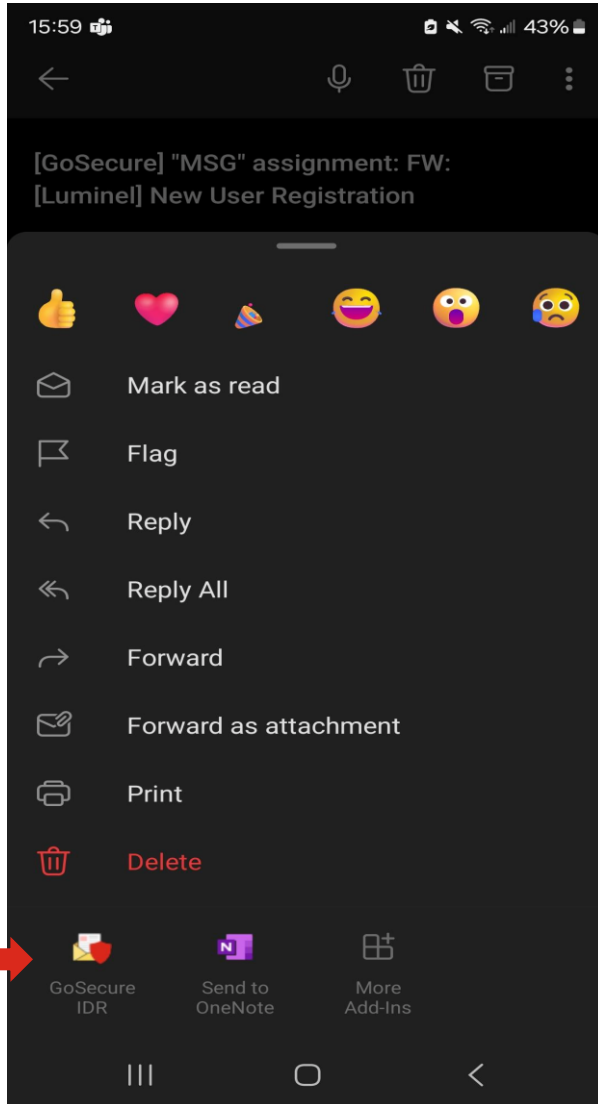 15:59
43%
[GoSecure] "MSG" assignment: FW:
[Luminel] New User Registration
Mark as read
Flag
Reply
Reply All
Forward
Forward as attachment
Print
Delete
GoSecure
IDR
Send to
OneNote
More
Add-Ins